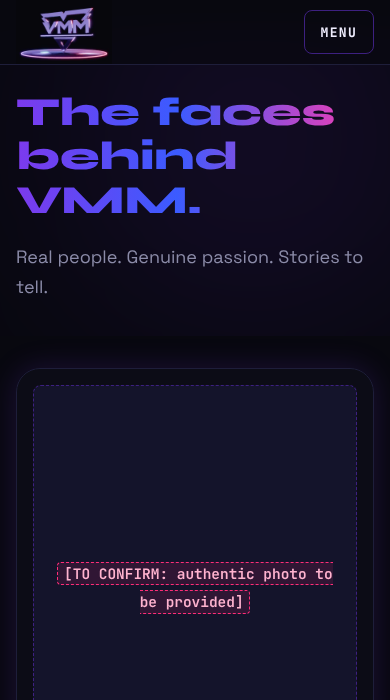 VMM
MENU
The faces
behind
VMM.
Real people. Genuine passion. Stories to
tell.
[TO CONFIRM: authentic photo to
be provided]